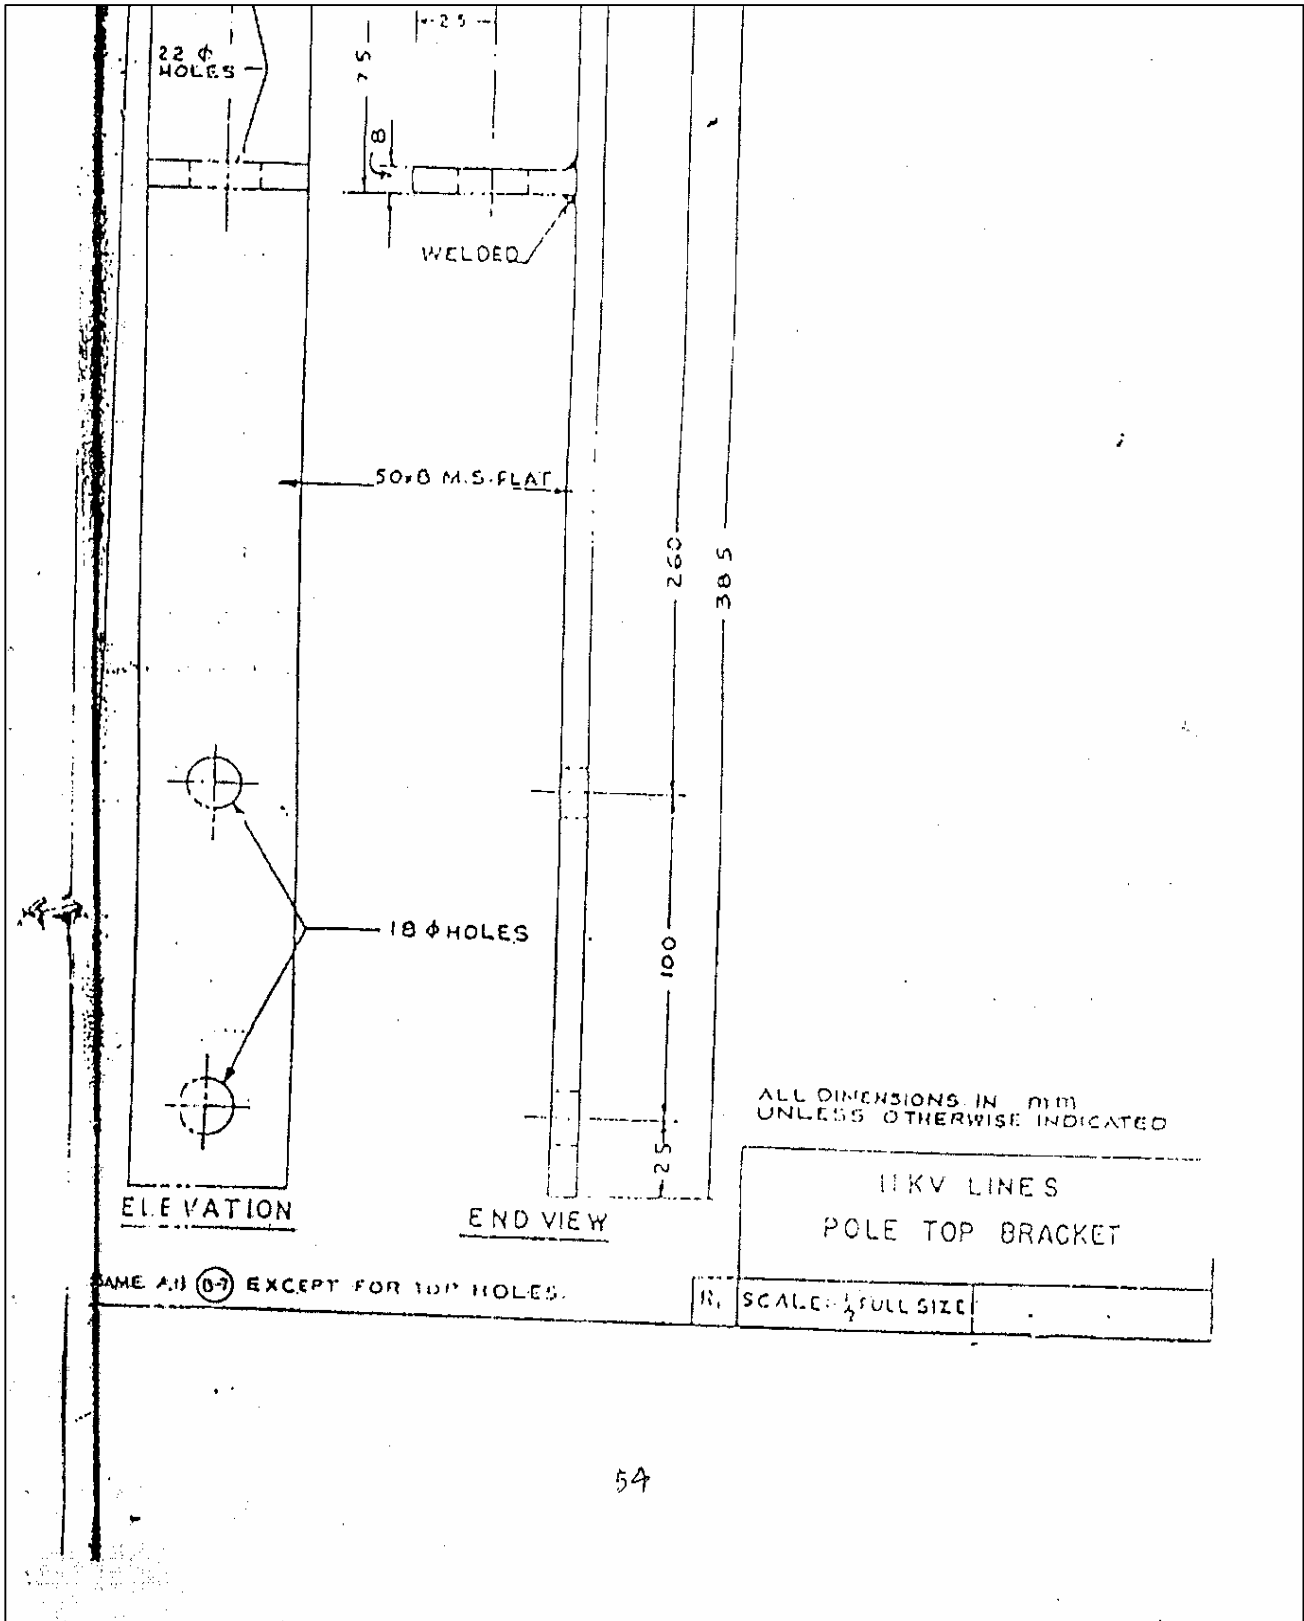 25
22 ϕ
HOLES
75
8
WELDED
50×8 M.S. FLAT
260
385
18 ϕ HOLES
100
25
ALL DIMENSIONS IN mm
UNLESS OTHERWISE INDICATED
ELEVATION
END VIEW
11 KV LINES
POLE TOP BRACKET
SAME AS B-7 EXCEPT FOR TOP HOLES.
SCALE: ½ FULL SIZE
54